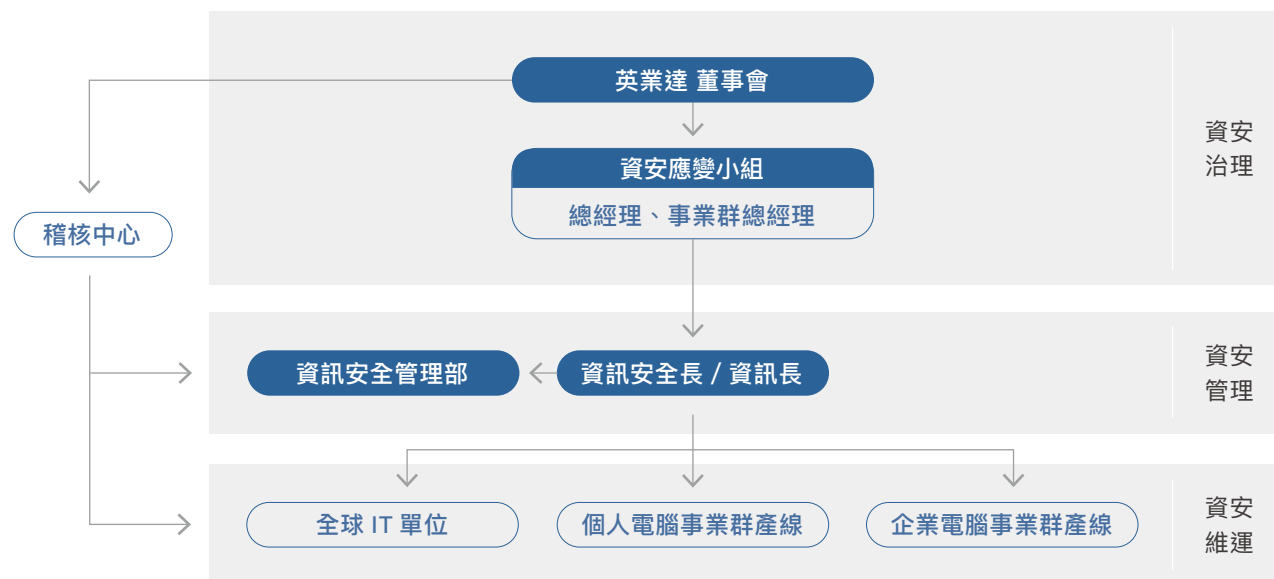 英業達 董事會
資安應變小組
總經理、事業群總經理
資安
治理
稽核中心
資訊安全管理部
資訊安全長 / 資訊長
資安
管理
全球 IT 單位
個人電腦事業群產線
企業電腦事業群產線
資安
維運